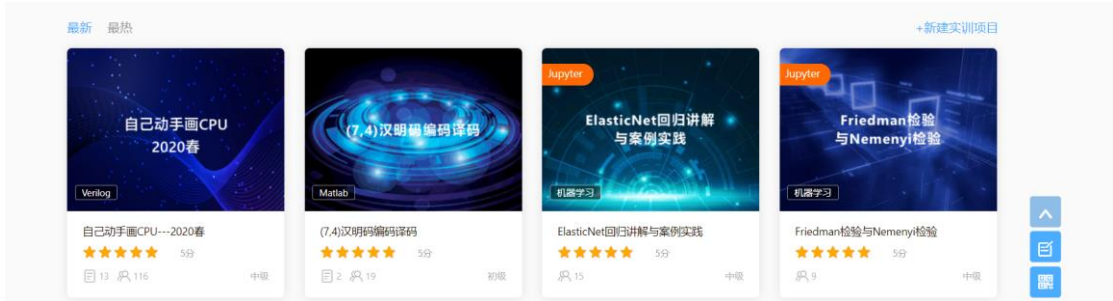 最新 最热 +新建实训项目
自己动手画CPU
2020春
Verilog
(7,4)汉明码编码译码
Matlab
Jupyter
ElasticNet回归讲解
与案例实践
机器学习
Jupyter
Friedman检验
与Nemenyi检验
机器学习
自己动手画CPU---2020春
5分
13 116 中级
(7,4)汉明码编码译码
5分
2 19 初级
ElasticNet回归讲解与案例实践
5分
15 中级
Friedman检验与Nemenyi检验
5分
9 中级